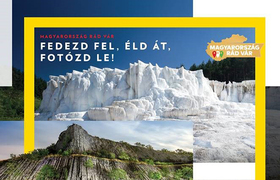 MAGYARORSZÁG RÁD VÁR
FEDEZD FEL, ÉLD ÁT,
FOTÓZD LE!
MAGYARORSZÁG
RÁD VÁR